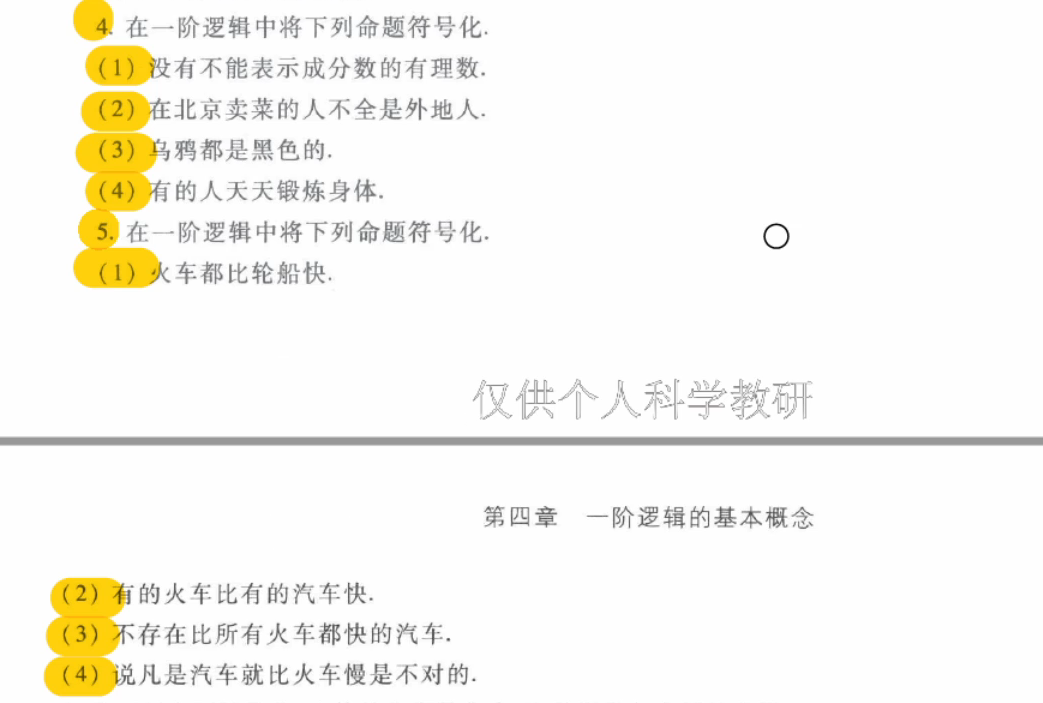 4. 在一阶逻辑中将下列命题符号化.
(1) 没有不能表示成分数的有理数.
(2) 在北京卖菜的人不全是外地人.
(3) 乌鸦都是黑色的.
(4) 有的人天天锻炼身体.
5. 在一阶逻辑中将下列命题符号化.
(1) 火车都比轮船快.
仅供个人科学教研
第四章 一阶逻辑的基本概念
(2) 有的火车比有的汽车快.
(3) 不存在比所有火车都快的汽车.
(4) 说凡是汽车就比火车慢是不对的.